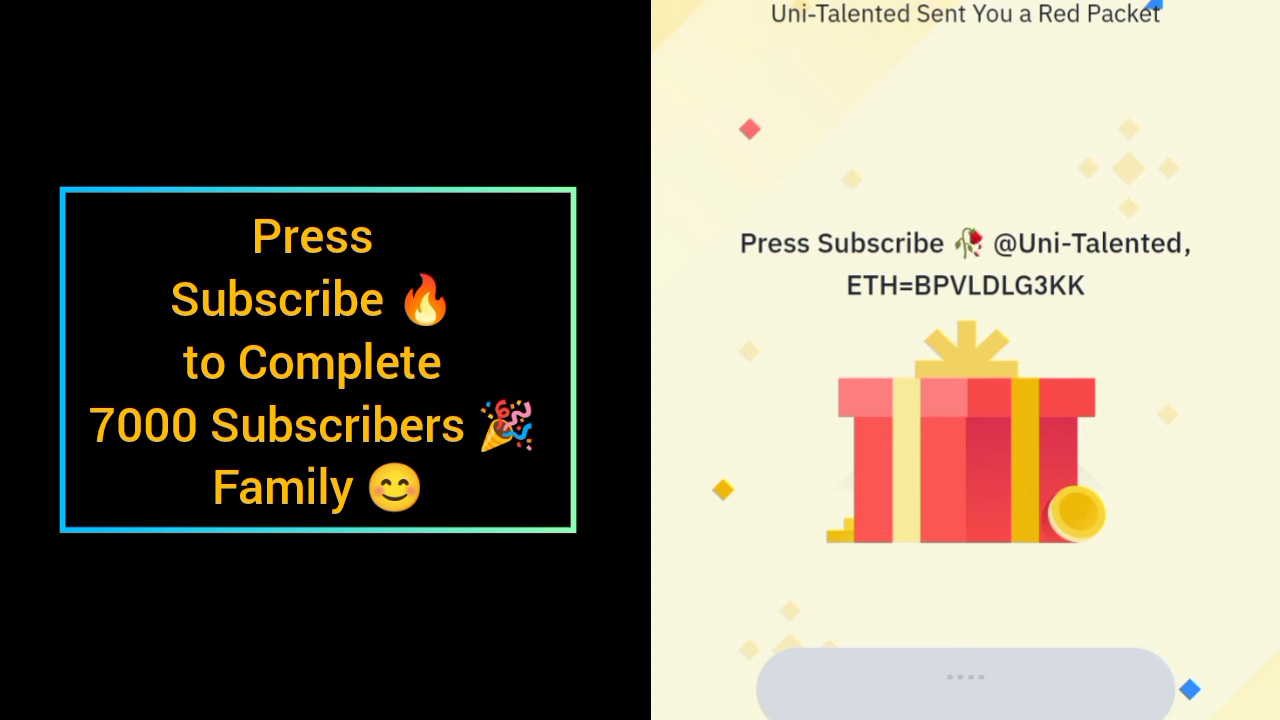 Press
Subscribe 🔥
to Complete
7000 Subscribers 🎉
Family 😊
Uni-Talented Sent You a Red Packet
Press Subscribe 🥀 @Uni-Talented,
ETH=BPVLDLG3KK